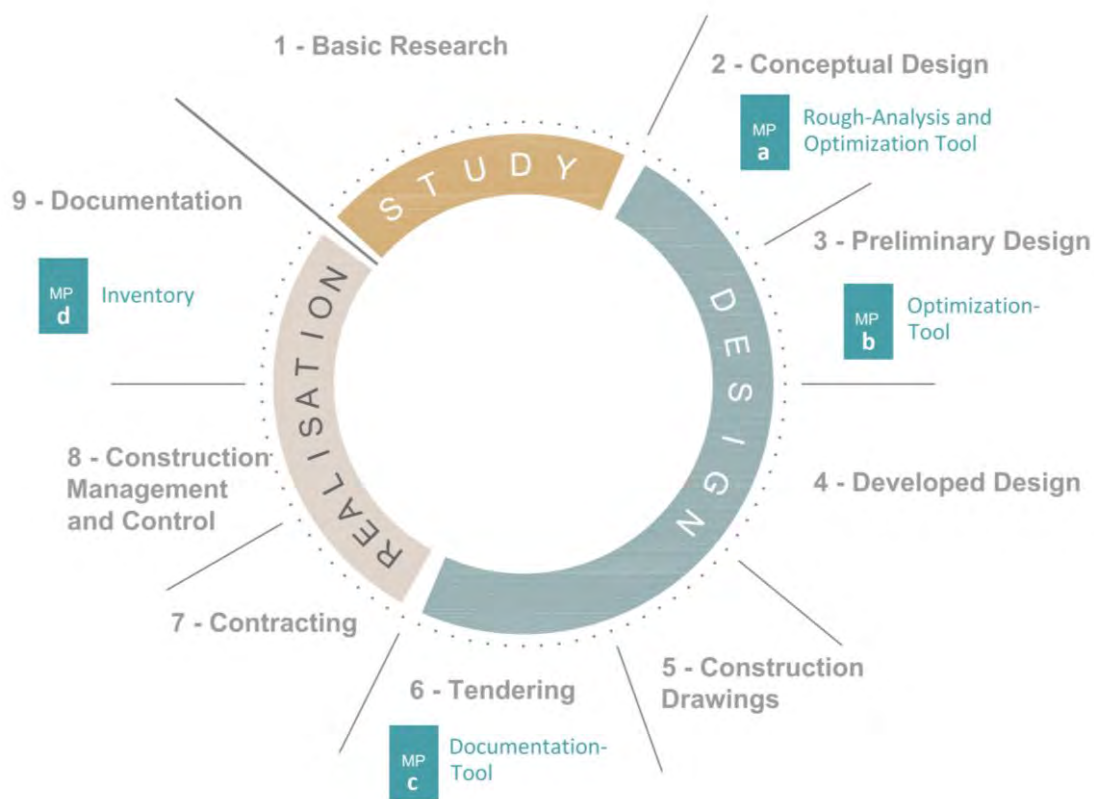 1 - Basic Research
STUDY
2 - Conceptual Design
MP
a
Rough-Analysis and
Optimization Tool
3 - Preliminary Design
MP
b
Optimization-
Tool
DESIGN
4 - Developed Design
5 - Construction
Drawings
6 - Tendering
MP
c
Documentation-
Tool
7 - Contracting
REALISATION
8 - Construction
Management
and Control
9 - Documentation
MP
d
Inventory